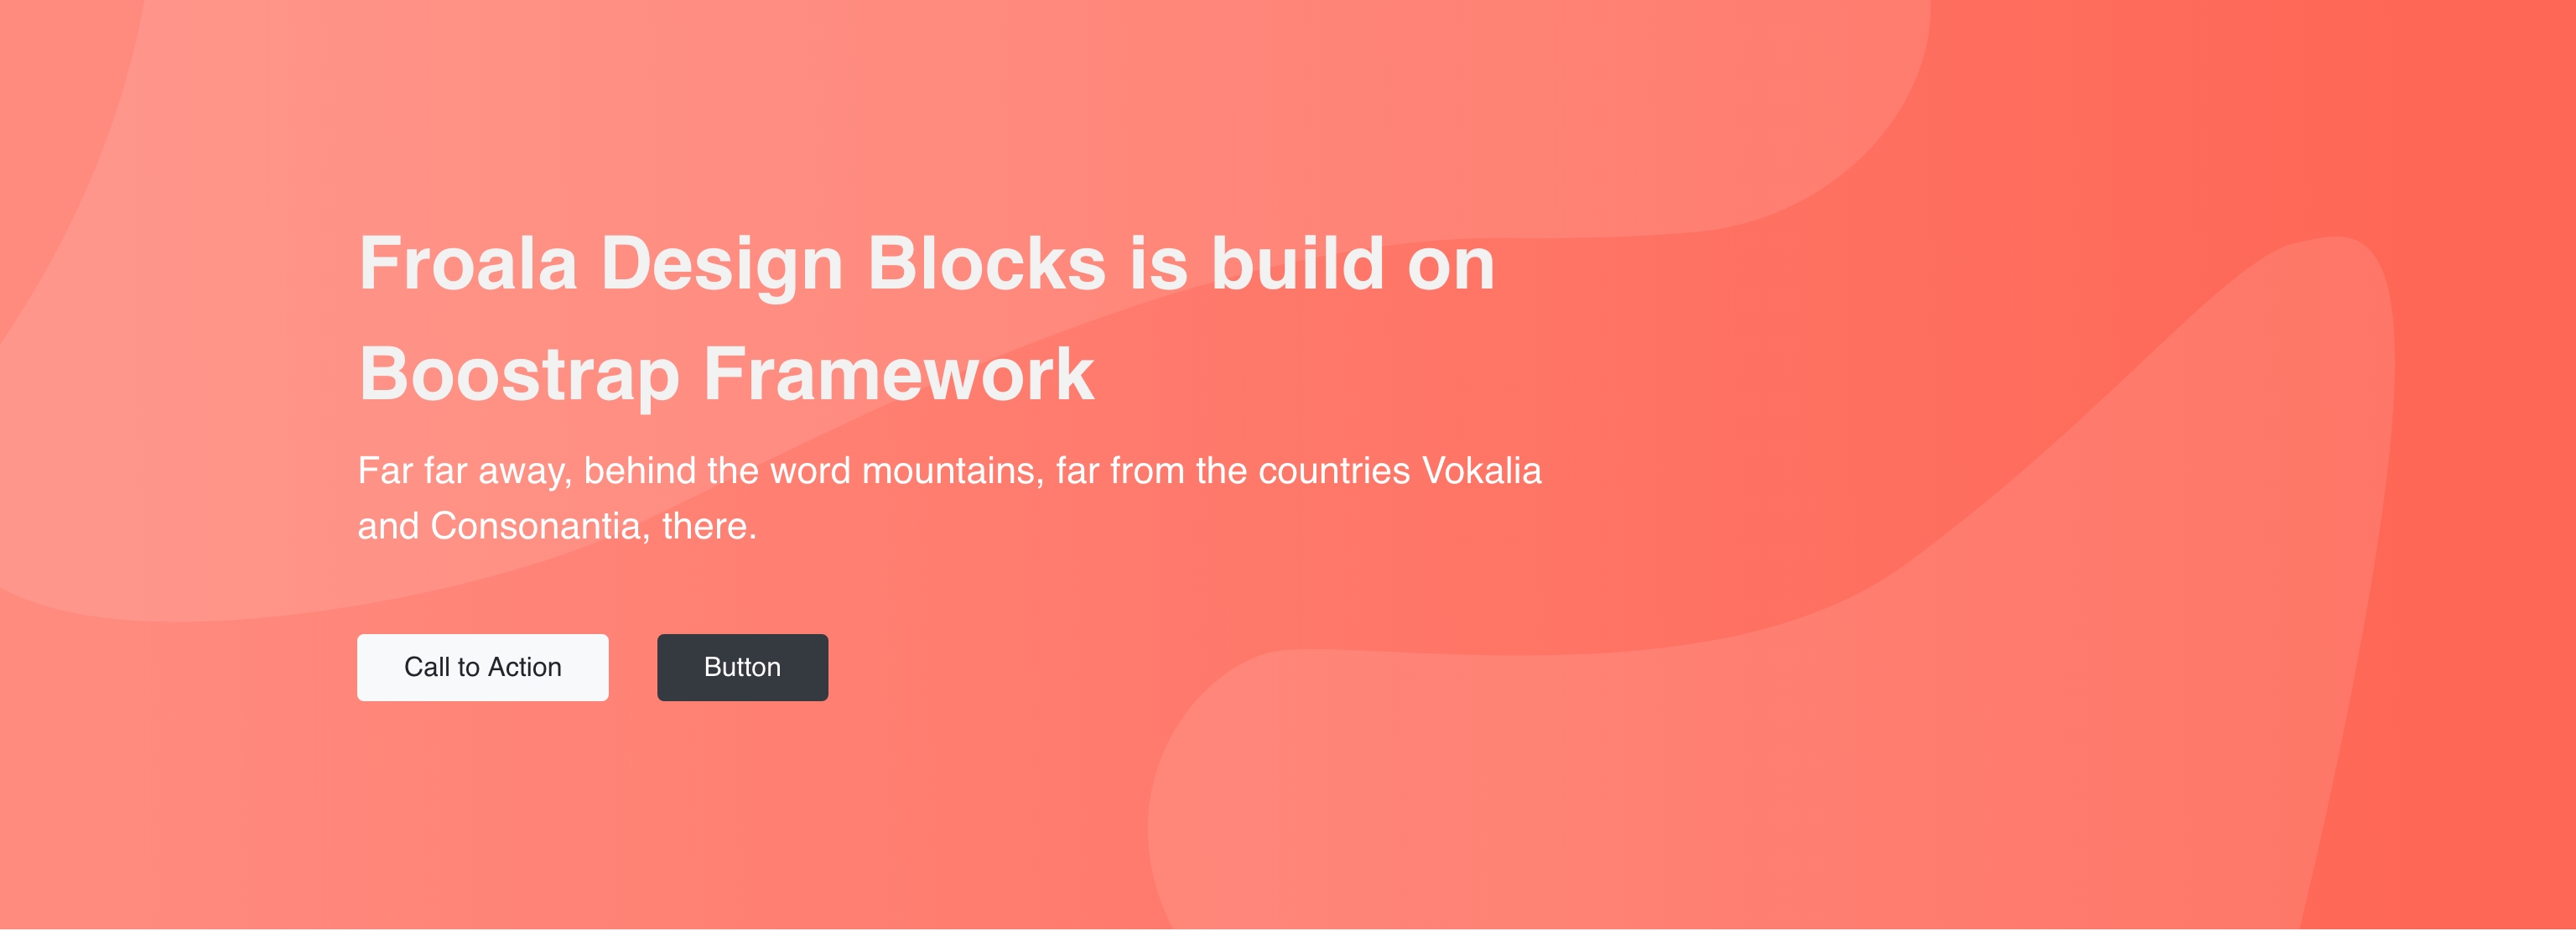 Froala Design Blocks is build on
Boostrap Framework
Far far away, behind the word mountains, far from the countries Vokalia
and Consonantia, there.
Call to Action
Button